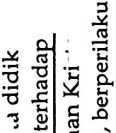 didik
terhadap
an Kri
, berperilaku